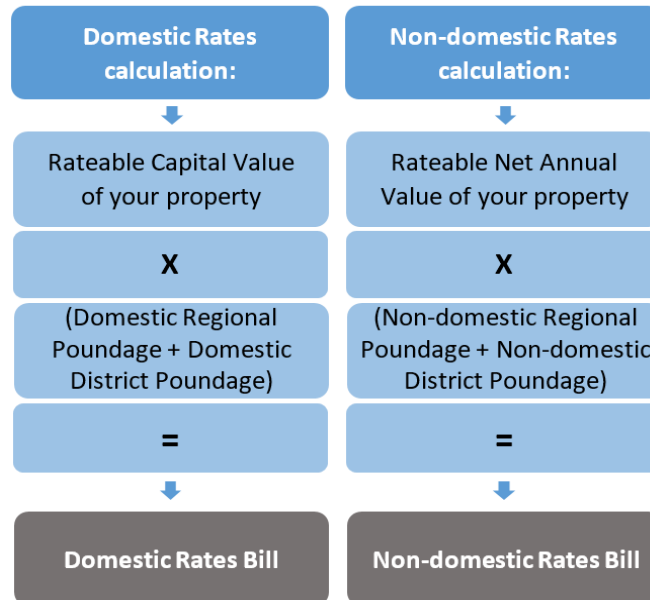 Domestic Rates
calculation:
Rateable Capital Value
of your property
X
(Domestic Regional
Poundage + Domestic
District Poundage)
=
Domestic Rates Bill
Non-domestic Rates
calculation:
Rateable Net Annual
Value of your property
X
(Non-domestic Regional
Poundage + Non-domestic
District Poundage)
=
Non-domestic Rates Bill